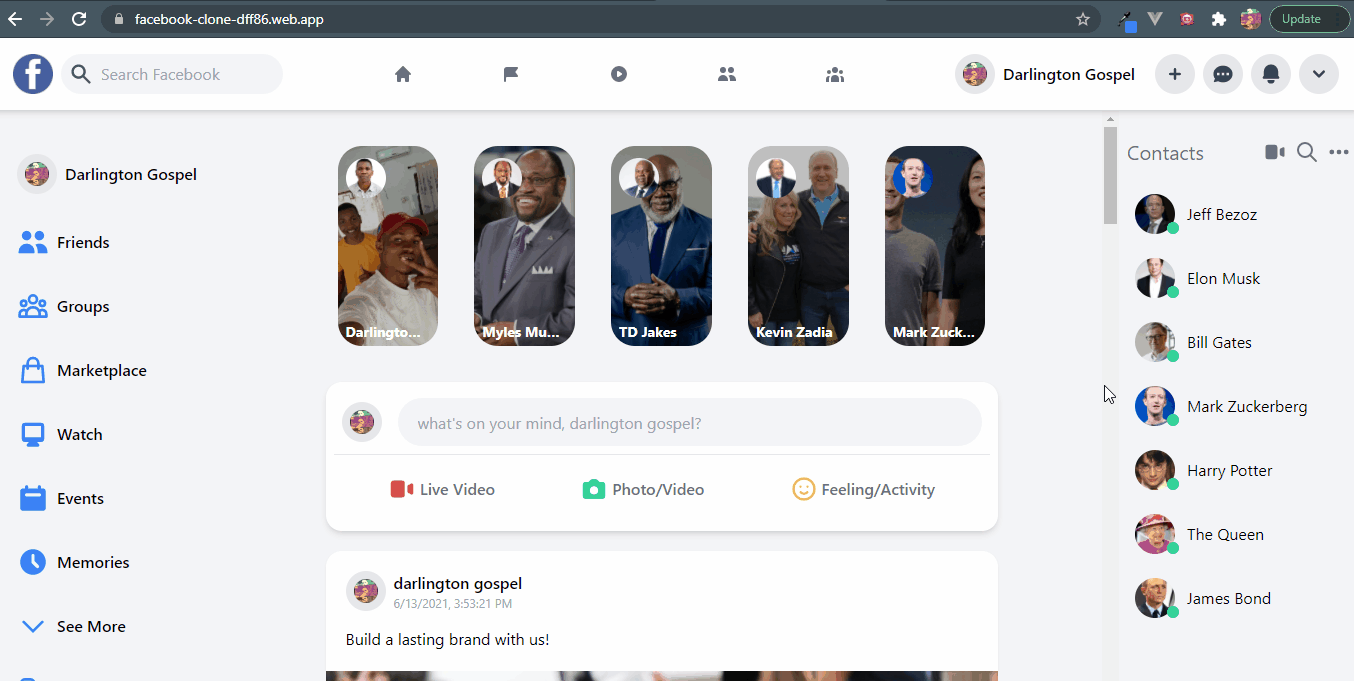 facebook-clone-dff86.web.app
Update
f
Search Facebook
Darlington Gospel
Darlington Gospel
Friends
Groups
Marketplace
Watch
Events
Memories
See More
Darlingto...
Myles Mu...
TD Jakes
Kevin Zadia
Mark Zuck...
what's on your mind, darlington gospel?
Live Video
Photo/Video
Feeling/Activity
darlington gospel
6/13/2021, 3:53:21 PM
Build a lasting brand with us!
Contacts
Jeff Bezoz
Elon Musk
Bill Gates
Mark Zuckerberg
Harry Potter
The Queen
James Bond